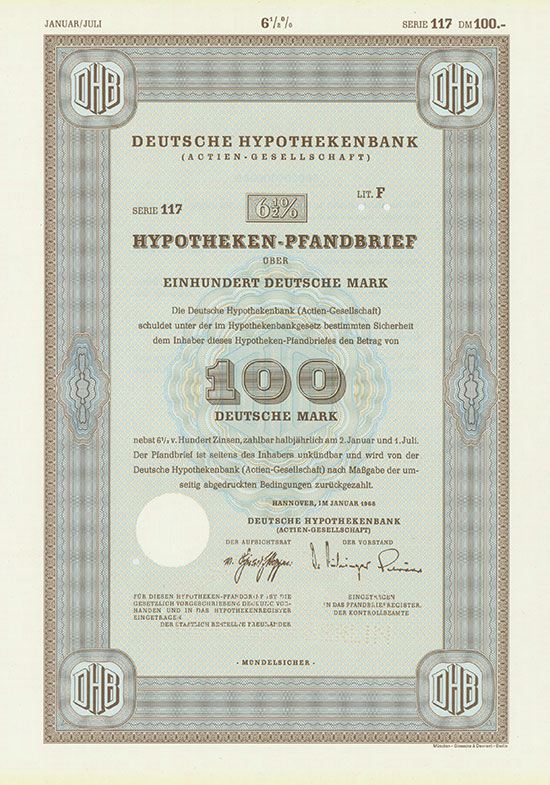 JANUAR/JULI 6½% SERIE 117 DM 100.-
DHB DHB
DEUTSCHE HYPOTHEKENBANK
(ACTIEN-GESELLSCHAFT)
LIT. F
SERIE 117 6½%
HYPOTHEKEN-PFANDBRIEF
ÜBER
EINHUNDERT DEUTSCHE MARK
Die Deutsche Hypothekenbank (Actien-Gesellschaft)
schuldet unter der im Hypothekenbankgesetz bestimmten Sicherheit
dem Inhaber dieses Hypotheken-Pfandbriefes den Betrag von
100
DEUTSCHE MARK
nebst 6½ v. Hundert Zinsen, zahlbar halbjährlich am 2. Januar und 1. Juli.
Der Pfandbrief ist seitens des Inhabers unkündbar und wird von der
Deutsche Hypothekenbank (Actien-Gesellschaft) nach Maßgabe der um-
seitig abgedruckten Bedingungen zurückgezahlt.
HANNOVER, IM JANUAR 1968
DEUTSCHE HYPOTHEKENBANK
(ACTIEN-GESELLSCHAFT)
DER AUFSICHTSRAT DER VORSTAND
FÜR DIESEN HYPOTHEKEN-PFANDBRIEF IST DIE
GESETZLICH VORGESCHRIEBENE DECKUNG VOR-
HANDEN UND IN DAS HYPOTHEKENREGISTER
EINGETRAGEN
DER STAATLICH BESTELLTE TREUHÄNDER
EINGETRAGEN
IN DAS PFANDBRIEFREGISTER,
DER KONTROLLBEAMTE
- MÜNDELSICHER -
DHB DHB
München - Giesecke & Devrient - Berlin